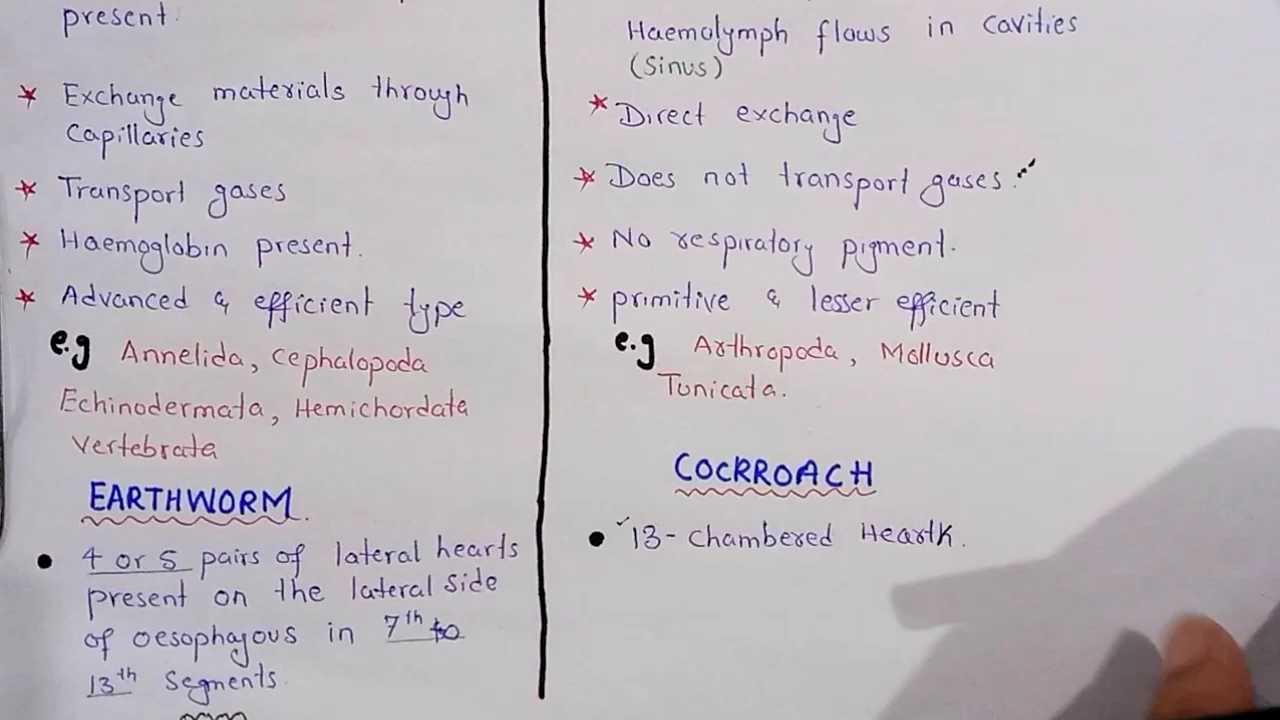 present.
* Exchange materials through
Capillaries
* Transport gases
* Haemoglobin present.
* Advanced & efficient type
e.g Annelida, Cephalopoda
Echinodermata, Hemichordata
Vertebrata
EARTHWORM.
• 4 or 5 pairs of lateral hearts
present on the lateral side
of oesophagous in 7th to
13th Segments.
Haemolymph flows in cavities
(Sinus)
* Direct exchange
* Does not transport gases.
* No respiratory pigment.
* primitive & lesser efficient
e.g Arthropoda, Mollusca
Tunicata.
COCKROACH
• 13-Chambered Heart.